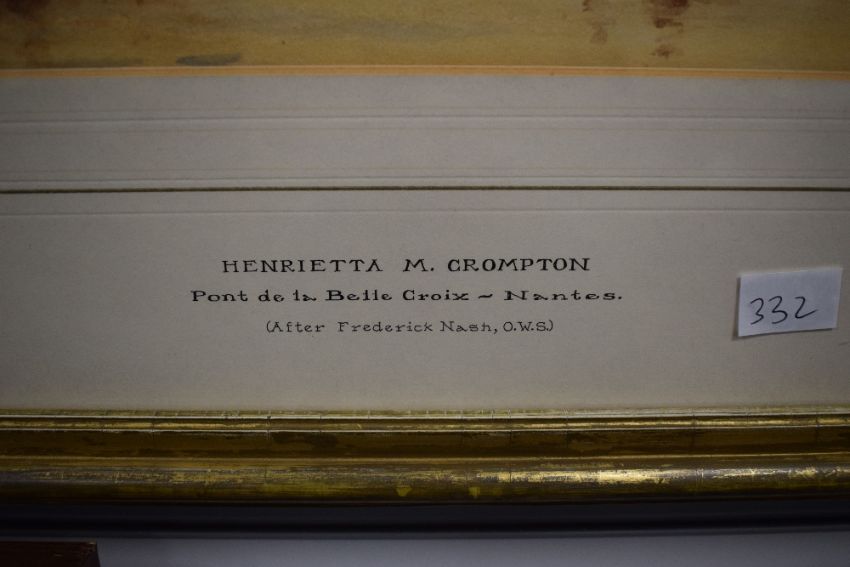 HENRIETTA M. CROMPTON
Pont de la Belle Croix ~ Nantes.
(After Frederick Nash, O.W.S.)
332